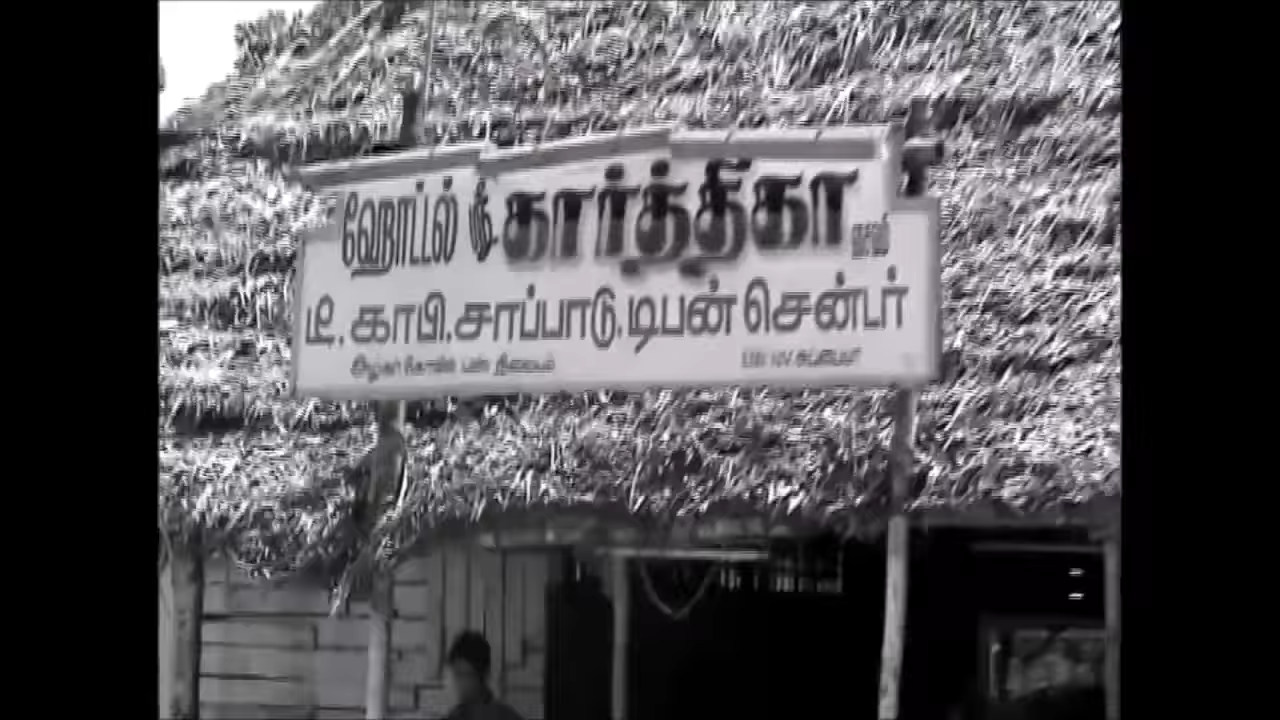 ஹோட்டல் ஸ்ரீ கார்த்திகா
டீ. காபி. சாப்பாடு. டிபன் சென்டர்